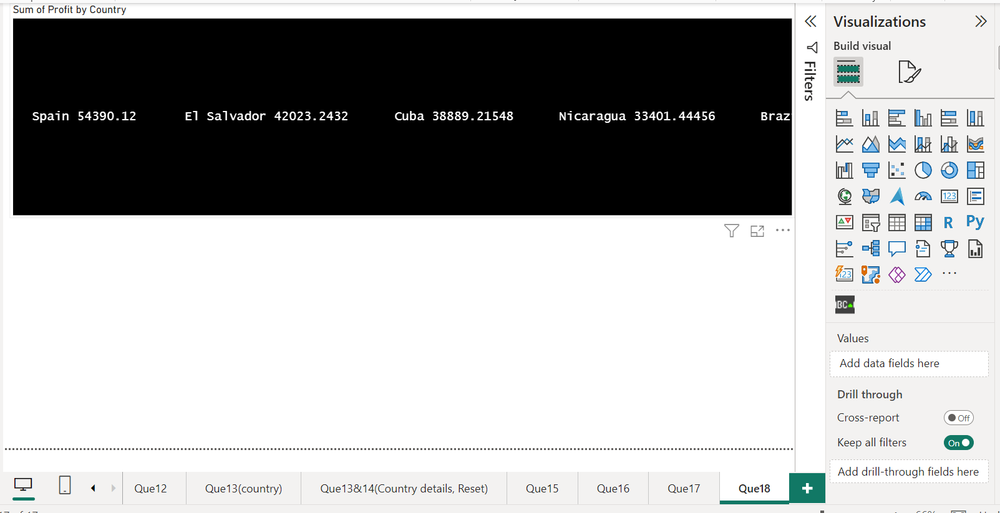 Sum of Profit by Country
Spain 54390.12 El Salvador 42023.2432 Cuba 38889.21548 Nicaragua 33401.44456 Braz
Filters
Visualizations
Build visual
123
R Py
123
Values
Add data fields here
Drill through
Cross-report Off
Keep all filters On
Add drill-through fields here
Que12 Que13(country) Que13&14(Country details, Reset) Que15 Que16 Que17 Que18 +